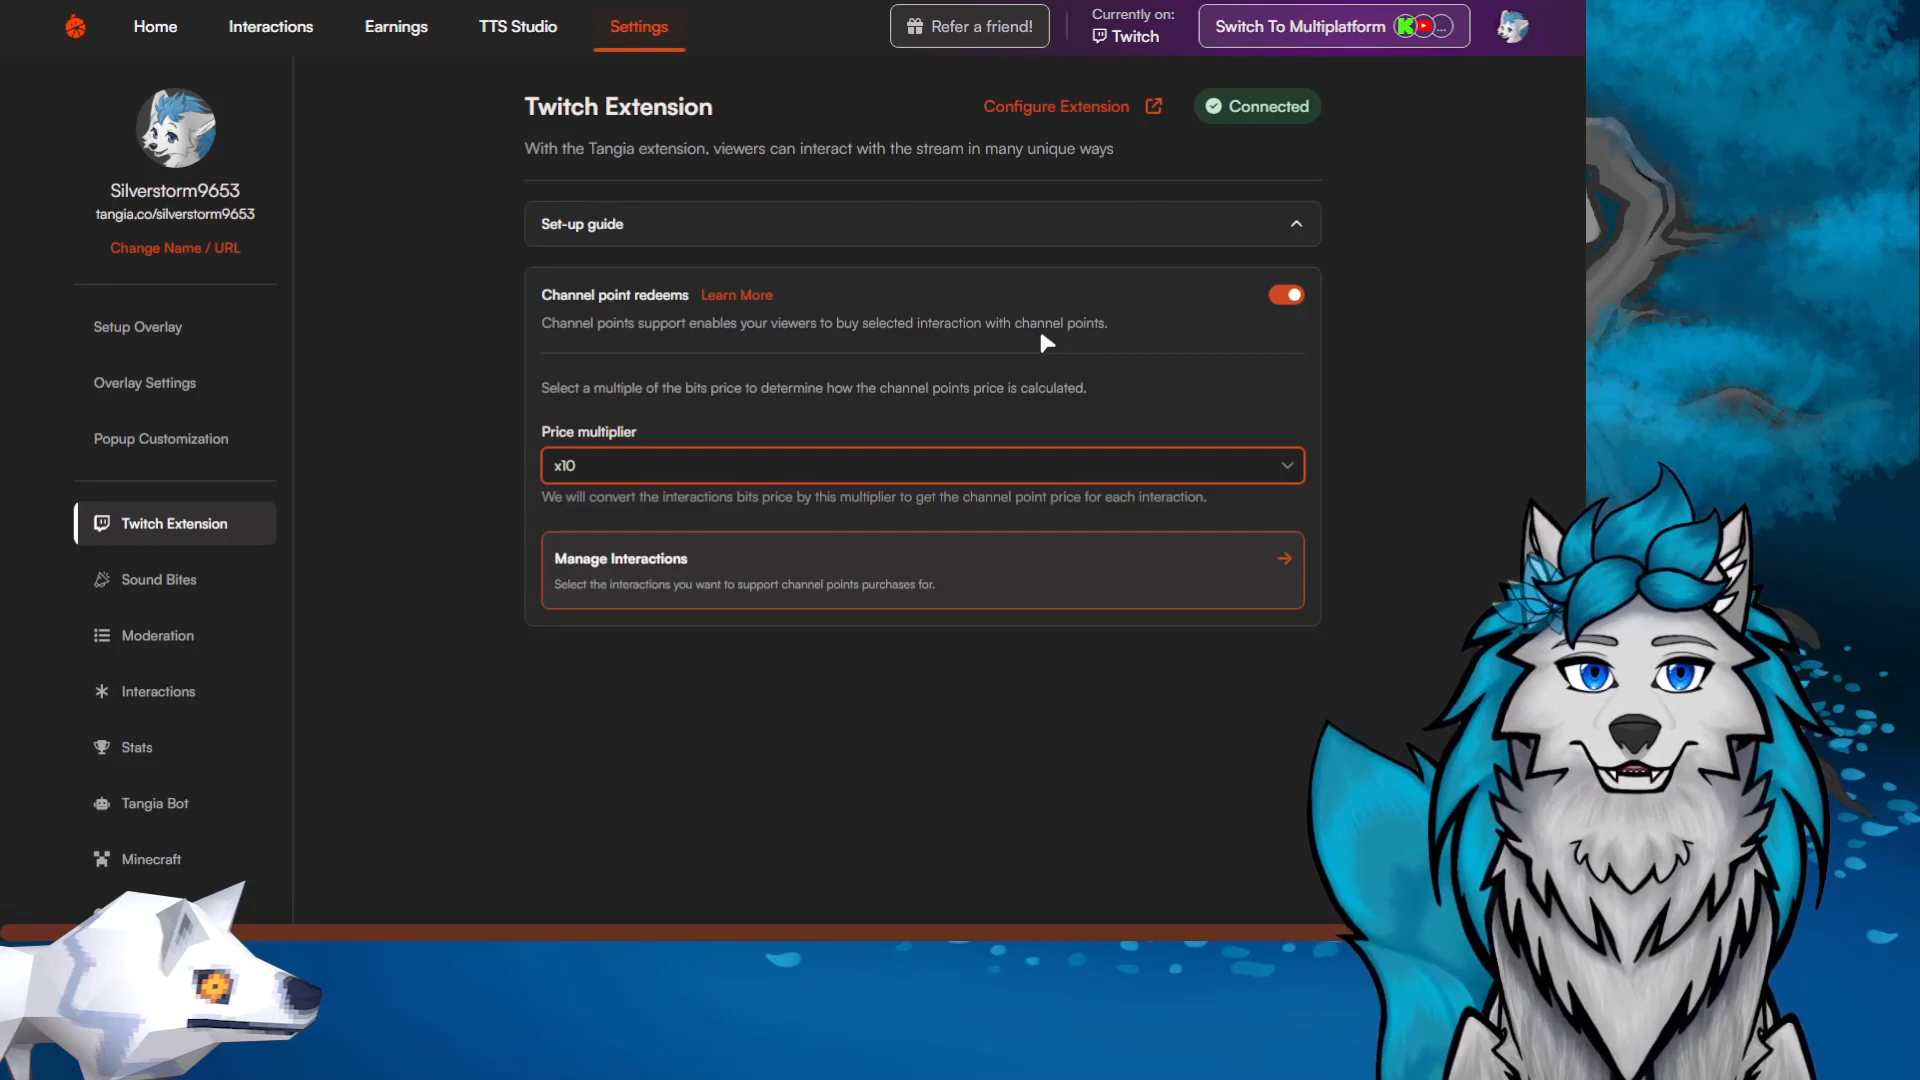 Home
Interactions
Earnings
TTS Studio
Settings
Refer a friend!
Currently on:
Twitch
Switch To Multiplatform
Silverstorm9653
tangia.co/silverstorm9653
Change Name / URL
Setup Overlay
Overlay Settings
Popup Customization
Twitch Extension
Sound Bites
Moderation
Interactions
Stats
Tangia Bot
Minecraft
Twitch Extension
Configure Extension
Connected
With the Tangia extension, viewers can interact with the stream in many unique ways
Set-up guide
Channel point redeems Learn More
Channel points support enables your viewers to buy selected interaction with channel points.
Select a multiple of the bits price to determine how the channel points price is calculated.
Price multiplier
x10
We will convert the interactions bits price by this multiplier to get the channel point price for each interaction.
Manage Interactions
Select the interactions you want to support channel points purchases for.